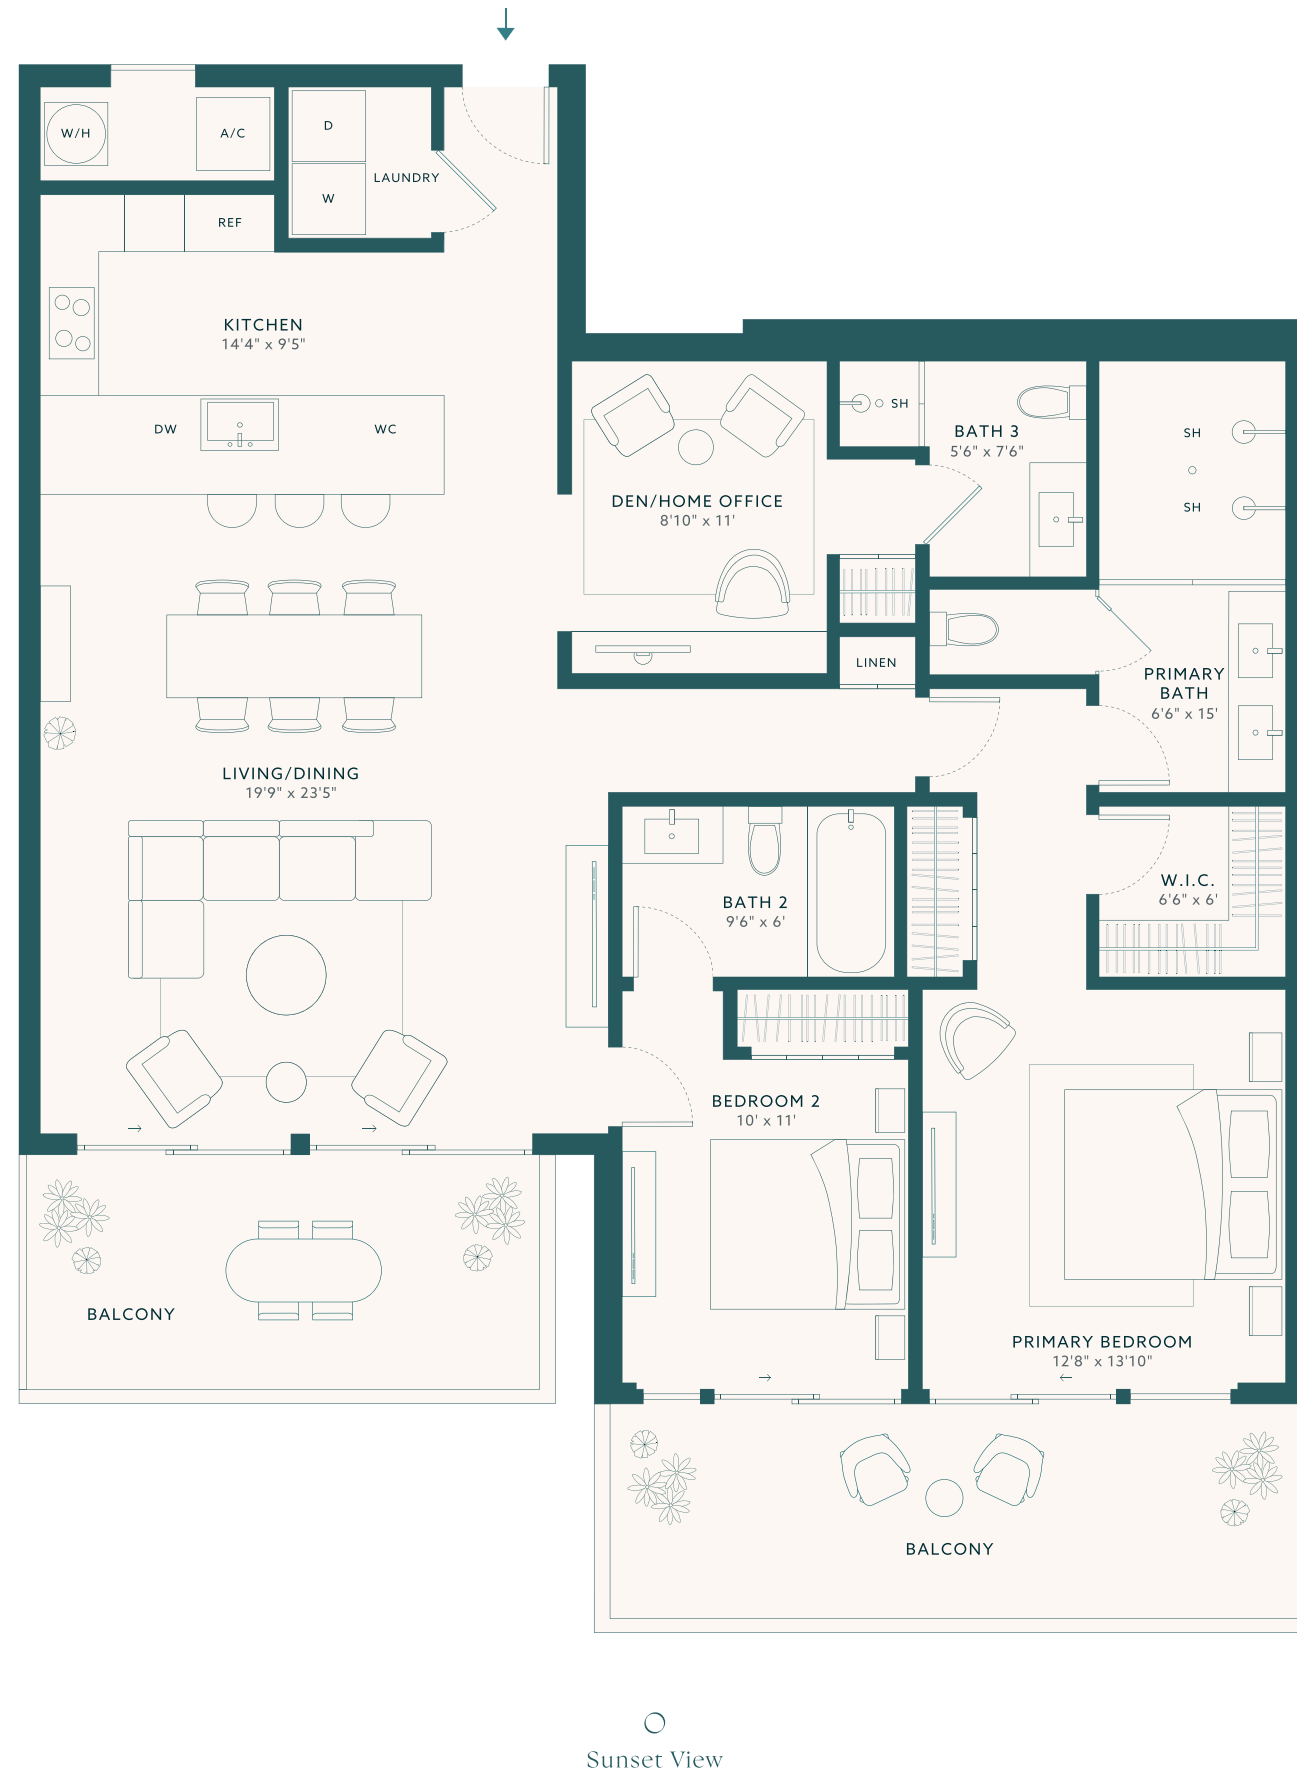 W/H
A/C
D
LAUNDRY
W
REF
KITCHEN
14'4" x 9'5"
DW
WC
SH
BATH 3
5'6" x 7'6"
SH
SH
DEN/HOME OFFICE
8'10" x 11'
LINEN
PRIMARY
BATH
6'6" x 15'
LIVING/DINING
19'9" x 23'5"
BATH 2
9'6" x 6'
W.I.C.
6'6" x 6'
BEDROOM 2
10' x 11'
BALCONY
PRIMARY BEDROOM
12'8" x 13'10"
BALCONY
Sunset View